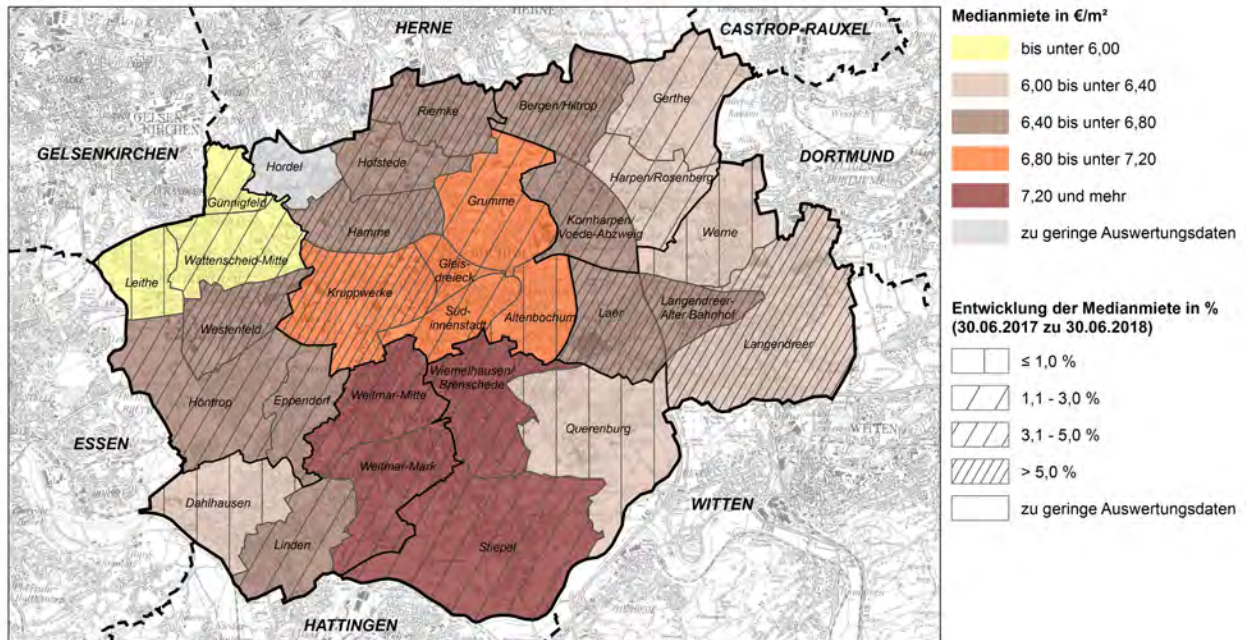 HERNE
CASTROP-RAUXEL
GELSENKIRCHEN
DORTMUND
ESSEN
WITTEN
HATTINGEN
Riemke
Bergen/Hiltrop
Gerthe
Hordel
Hofstede
Günnigfeld
Hamme
Grumme
Harpen/Rosenberg
Kornharpen/
Voede-Abzweig
Werne
Leithe
Wattenscheid-Mitte
Kruppwerke
Gleis-
dreieck
Süd-
innenstadt
Altenbochum
Laer
Langendreer-
Alter Bahnhof
Langendreer
Westenfeld
Höntrop
Eppendorf
Weitmar-Mitte
Wiemelhausen/
Brenschede
Querenburg
Weitmar-Mark
Dahlhausen
Linden
Stiepel
Medianmiete in €/m²
bis unter 6,00
6,00 bis unter 6,40
6,40 bis unter 6,80
6,80 bis unter 7,20
7,20 und mehr
zu geringe Auswertungsdaten
Entwicklung der Medianmiete in %
(30.06.2017 zu 30.06.2018)
≤ 1,0 %
1,1 - 3,0 %
3,1 - 5,0 %
> 5,0 %
zu geringe Auswertungsdaten